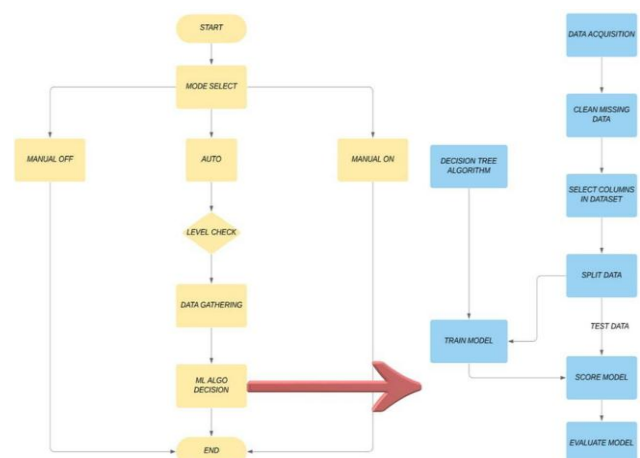 START
MODE SELECT
MANUAL OFF
AUTO
MANUAL ON
LEVEL CHECK
DATA GATHERING
ML ALGO
DECISION
END
DATA ACQUISITION
CLEAN MISSING
DATA
DECISION TREE
ALGORITHM
SELECT COLUMNS
IN DATASET
SPLIT DATA
TEST DATA
TRAIN MODEL
SCORE MODEL
EVALUATE MODEL